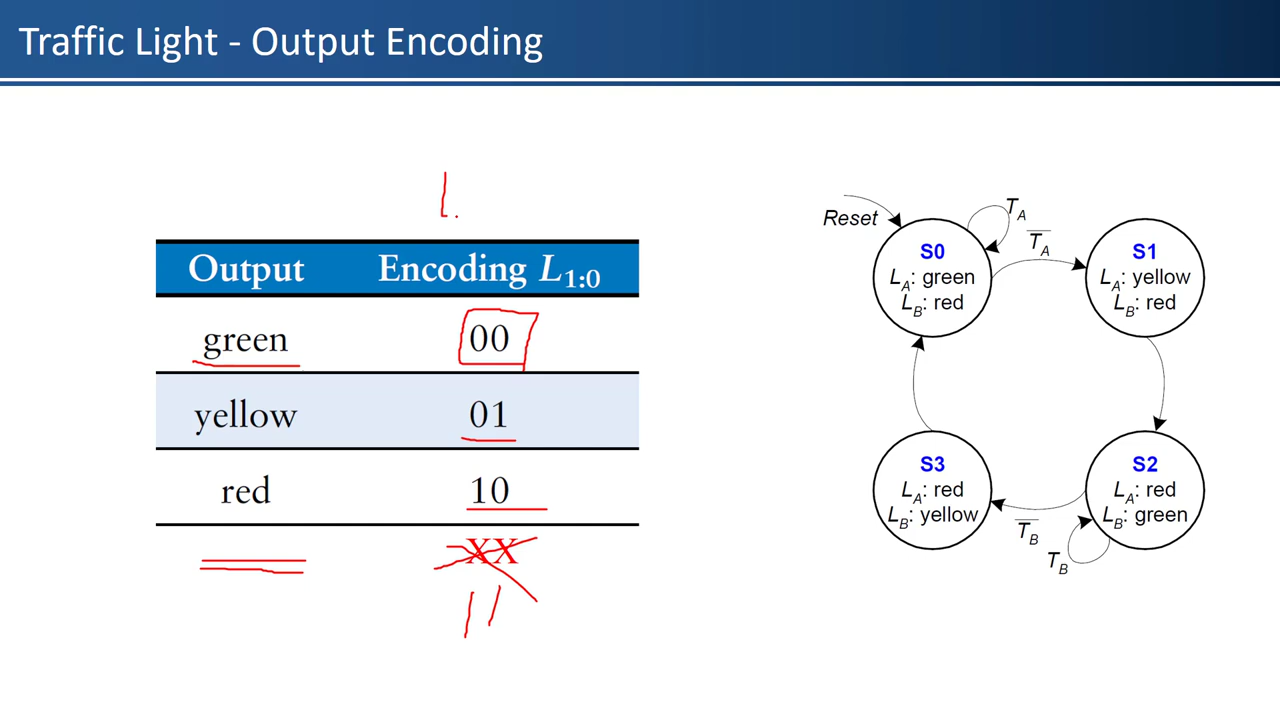 Traffic Light - Output Encoding
L
Output Encoding L1:0
green 00
yellow 01
red 10
XX
11
Reset
TA
T̅A
S0
LA: green
LB: red
S1
LA: yellow
LB: red
S3
LA: red
LB: yellow
S2
LA: red
LB: green
T̅B
TB